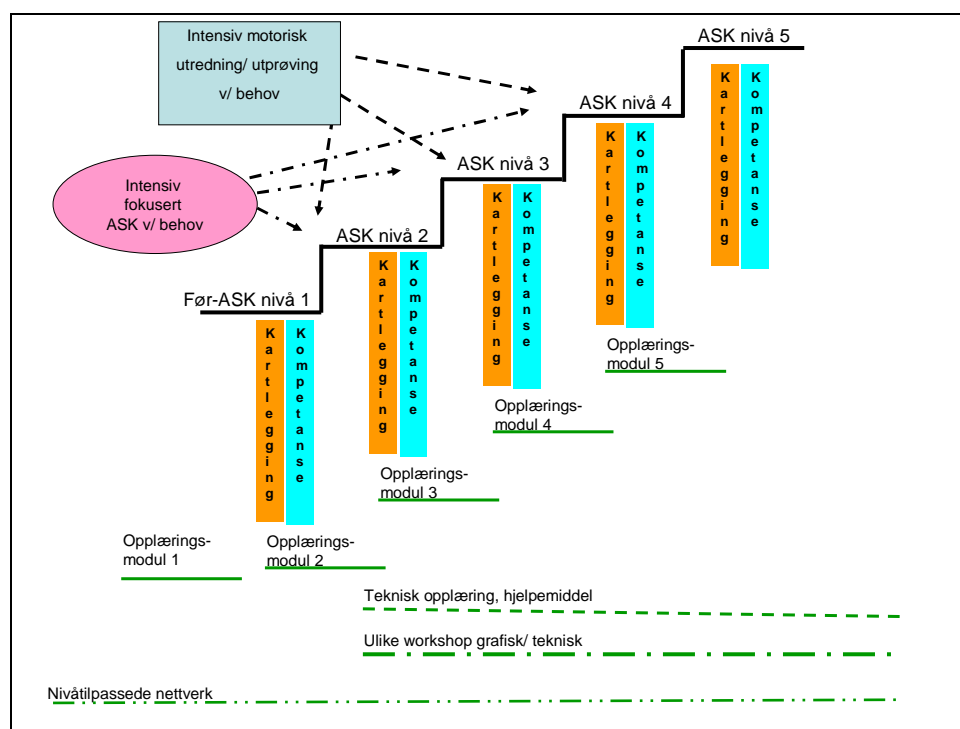 Intensiv motorisk
utredning/ utprøving
v/ behov
Intensiv
fokusert
ASK v/ behov
ASK nivå 5
Kartlegging
Kompetanse
ASK nivå 4
Kartlegging
Kompetanse
ASK nivå 3
Kartlegging
Kompetanse
ASK nivå 2
Kartlegging
Kompetanse
Før-ASK nivå 1
Kartlegging
Kompetanse
Opplærings-
modul 5
Opplærings-
modul 4
Opplærings-
modul 3
Opplærings-
modul 1
Opplærings-
modul 2
Teknisk opplæring, hjelpemiddel
Ulike workshop grafisk/ teknisk
Nivåtilpassede nettverk